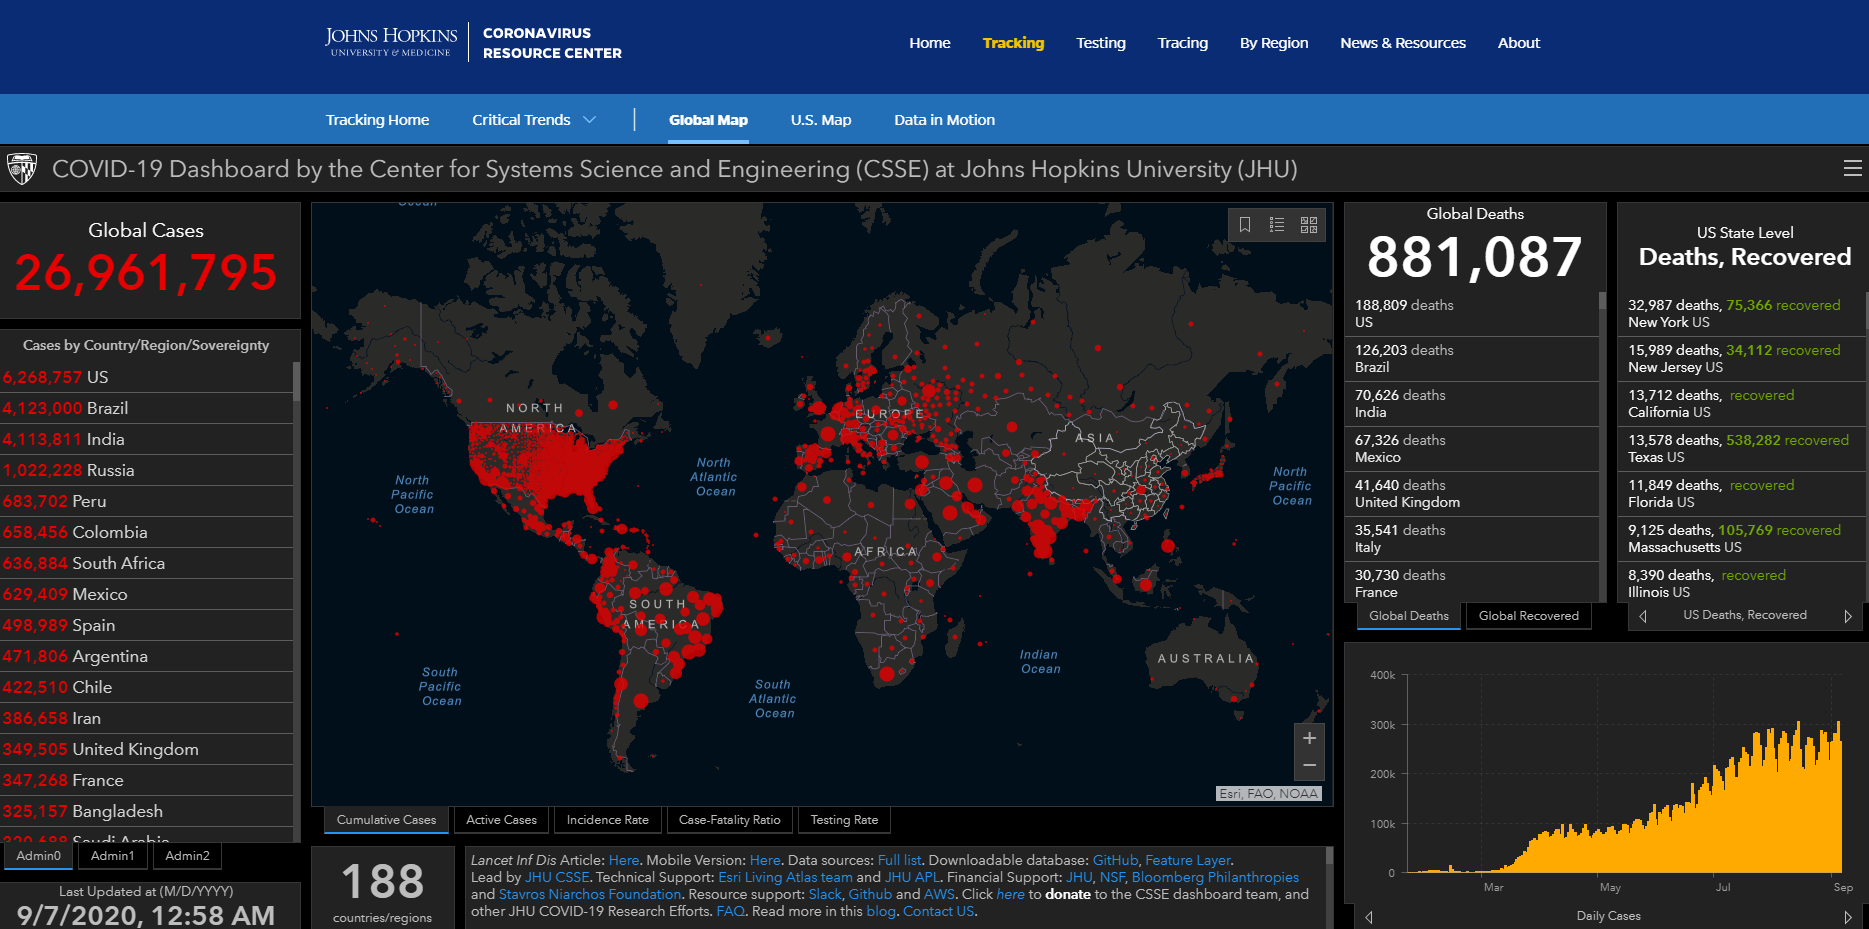 JOHNS HOPKINS
UNIVERSITY & MEDICINE
CORONAVIRUS
RESOURCE CENTER
Home
Tracking
Testing
Tracing
By Region
News & Resources
About
Tracking Home
Critical Trends
Global Map
U.S. Map
Data in Motion
COVID-19 Dashboard by the Center for Systems Science and Engineering (CSSE) at Johns Hopkins University (JHU)
Global Cases
26,961,795
Cases by Country/Region/Sovereignty
6,268,757 US
4,123,000 Brazil
4,113,811 India
1,022,228 Russia
683,702 Peru
658,456 Colombia
636,884 South Africa
629,409 Mexico
498,989 Spain
471,806 Argentina
422,510 Chile
386,658 Iran
349,505 United Kingdom
347,268 France
325,157 Bangladesh
320,688 Saudi Arabia
Admin0
Admin1
Admin2
Last Updated at (M/D/YYYY)
9/7/2020, 12:58 AM
Ocean
NORTH
AMERICA
EUROPE
ASIA
AFRICA
SOUTH
AMERICA
AUSTRALIA
North
Pacific
Ocean
North
Atlantic
Ocean
North
Pacific
Ocean
South
Pacific
Ocean
South
Atlantic
Ocean
Indian
Ocean
+
−
Esri, FAO, NOAA
Cumulative Cases
Active Cases
Incidence Rate
Case-Fatality Ratio
Testing Rate
188
countries/regions
Lancet Inf Dis Article: Here. Mobile Version: Here. Data sources: Full list. Downloadable database: GitHub, Feature Layer.
Lead by JHU CSSE. Technical Support: Esri Living Atlas team and JHU APL. Financial Support: JHU, NSF, Bloomberg Philanthropies
and Stavros Niarchos Foundation. Resource support: Slack, Github and AWS. Click here to donate to the CSSE dashboard team, and
other JHU COVID-19 Research Efforts. FAQ. Read more in this blog. Contact US.
Global Deaths
881,087
188,809 deaths
US
126,203 deaths
Brazil
70,626 deaths
India
67,326 deaths
Mexico
41,640 deaths
United Kingdom
35,541 deaths
Italy
30,730 deaths
France
Global Deaths
Global Recovered
US State Level
Deaths, Recovered
32,987 deaths, 75,366 recovered
New York US
15,989 deaths, 34,112 recovered
New Jersey US
13,712 deaths, recovered
California US
13,578 deaths, 538,282 recovered
Texas US
11,849 deaths, recovered
Florida US
9,125 deaths, 105,769 recovered
Massachusetts US
8,390 deaths, recovered
Illinois US
US Deaths, Recovered
400k
300k
200k
100k
0
Mar
May
Jul
Sep
Daily Cases